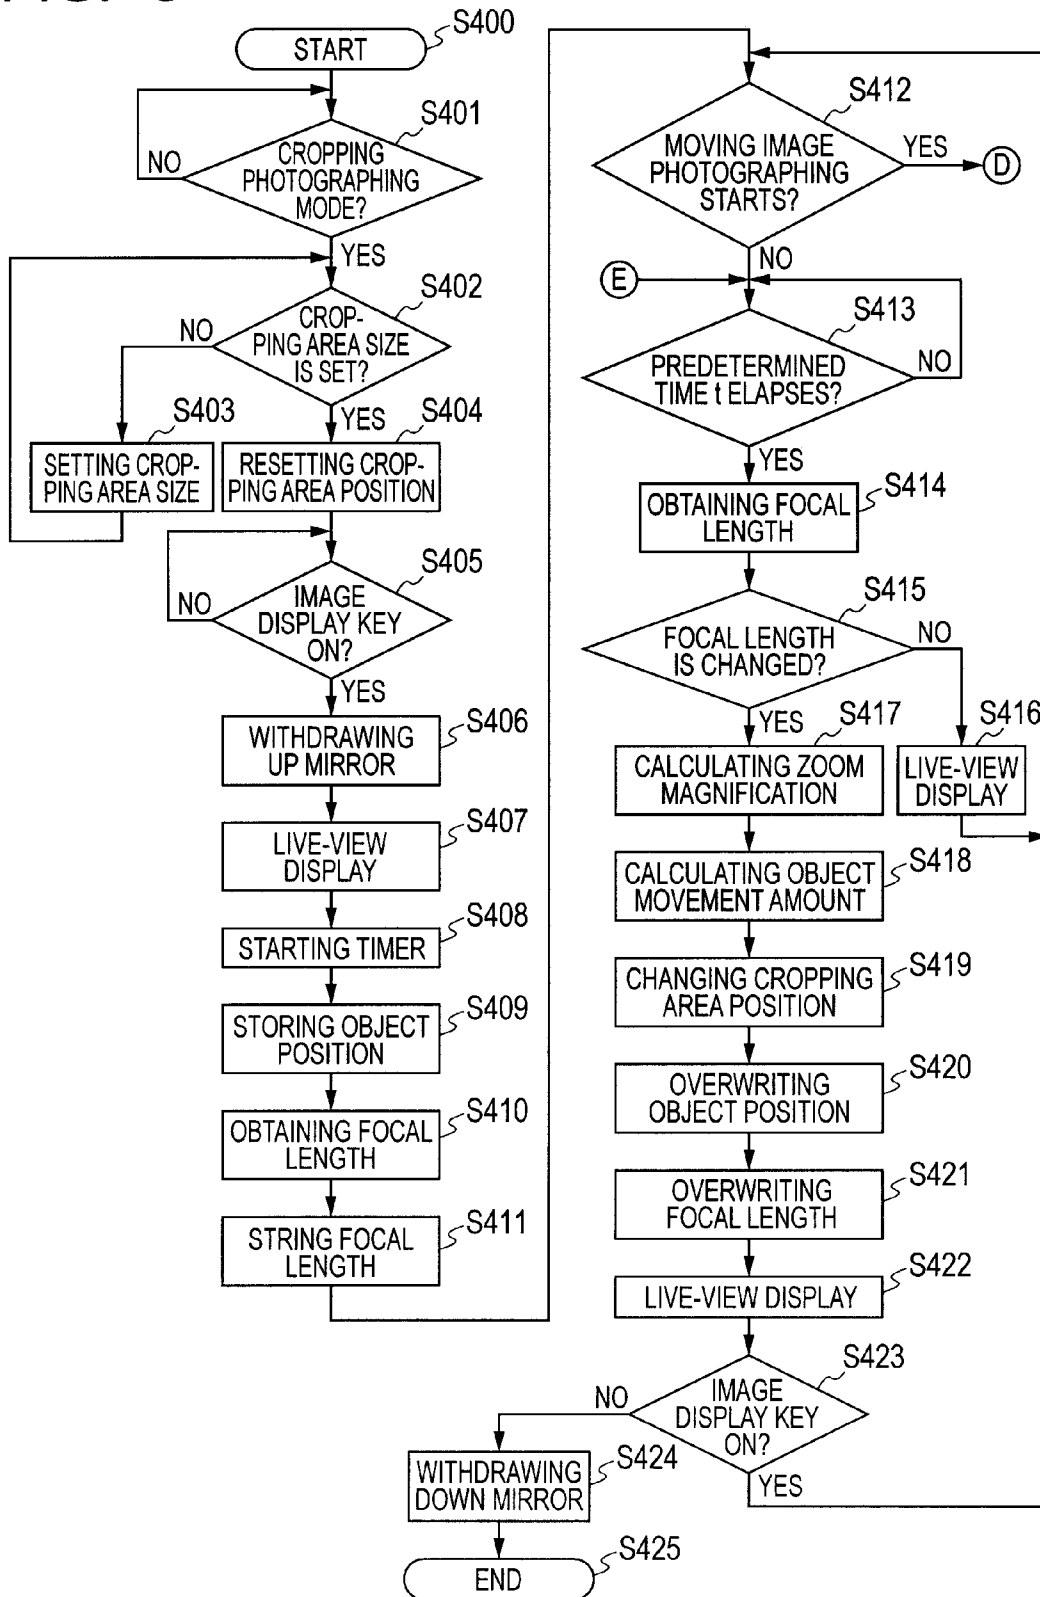 START
S400
S401
CROPPING
PHOTOGRAPHING
MODE?
NO
YES
S402
CROP-
PING AREA SIZE
IS SET?
NO
YES
S403
SETTING CROP-
PING AREA SIZE
S404
RESETTING CROP-
PING AREA POSITION
S405
IMAGE
DISPLAY KEY
ON?
NO
YES
S406
WITHDRAWING
UP MIRROR
S407
LIVE-VIEW
DISPLAY
S408
STARTING TIMER
S409
STORING OBJECT
POSITION
S410
OBTAINING FOCAL
LENGTH
S411
STRING FOCAL
LENGTH
S412
MOVING IMAGE
PHOTOGRAPHING
STARTS?
YES
D
NO
E
S413
PREDETERMINED
TIME t ELAPSES?
NO
YES
S414
OBTAINING FOCAL
LENGTH
S415
FOCAL LENGTH
IS CHANGED?
NO
YES
S416
LIVE-VIEW
DISPLAY
S417
CALCULATING ZOOM
MAGNIFICATION
S418
CALCULATING OBJECT
MOVEMENT AMOUNT
S419
CHANGING CROPPING
AREA POSITION
S420
OVERWRITING
OBJECT POSITION
S421
OVERWRITING
FOCAL LENGTH
S422
LIVE-VIEW DISPLAY
S423
IMAGE
DISPLAY KEY
ON?
NO
YES
S424
WITHDRAWING
DOWN MIRROR
S425
END